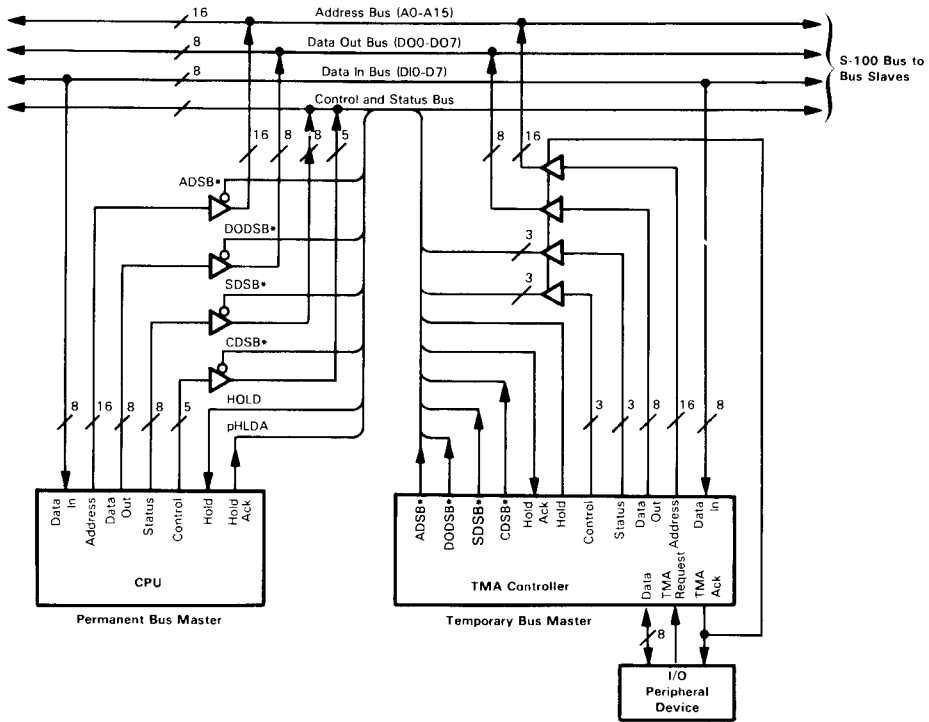 16
Address Bus (A0-A15)
8
Data Out Bus (DO0-DO7)
8
Data In Bus (DI0-D7)
Control and Status Bus
S-100 Bus to
Bus Slaves
16
8
8
5
8
16
ADSB*
DODSB*
SDSB*
CDSB*
HOLD
pHLDA
3
3
8
16
8
8
5
3
3
8
16
8
Data
In
Address
Data
Out
Status
Control
Hold
Hold
Ack
CPU
Permanent Bus Master
ADSB*
DODSB*
SDSB*
CDSB*
Hold
Ack
Hold
Control
Status
Data
Out
Address
Data
In
TMA Controller
Data
TMA
Request
TMA
Ack
Temporary Bus Master
8
I/O
Peripheral
Device